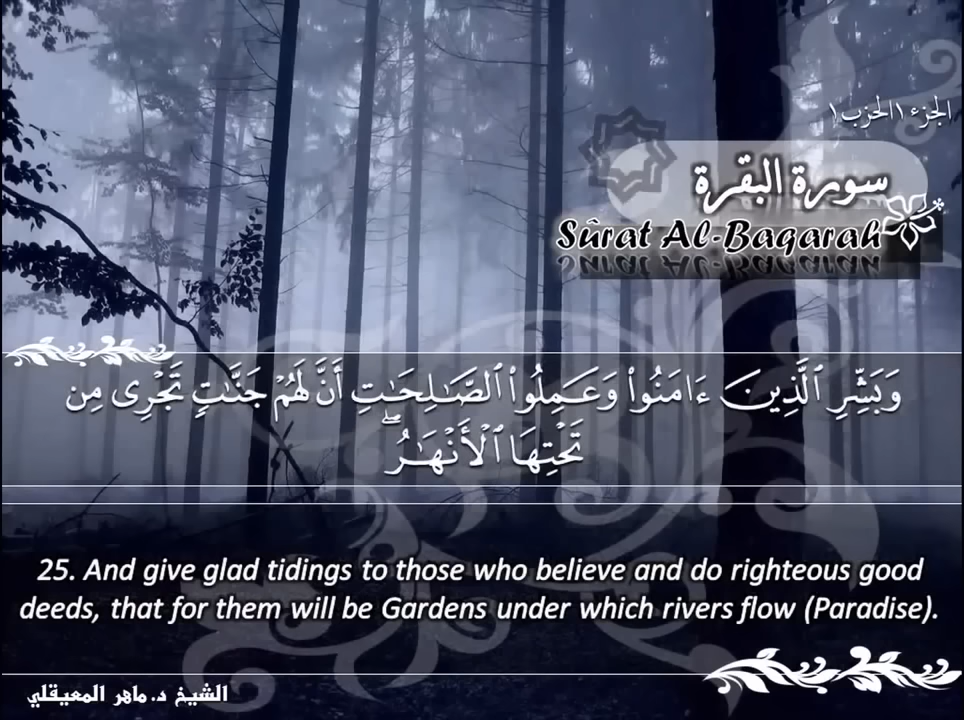 الجزء ١ الحزب ١
سورة البقرة
Sûrat Al-Baqarah
وَبَشِّرِ ٱلَّذِينَ ءَامَنُوا۟ وَعَمِلُوا۟ ٱلصَّـٰلِحَـٰتِ أَنَّ لَهُمْ جَنَّـٰتٍ تَجْرِى مِن
تَحْتِهَا ٱلْأَنْهَـٰرُ ۖ
25. And give glad tidings to those who believe and do righteous good
deeds, that for them will be Gardens under which rivers flow (Paradise).
الشيخ د. ماهر المعيقلي